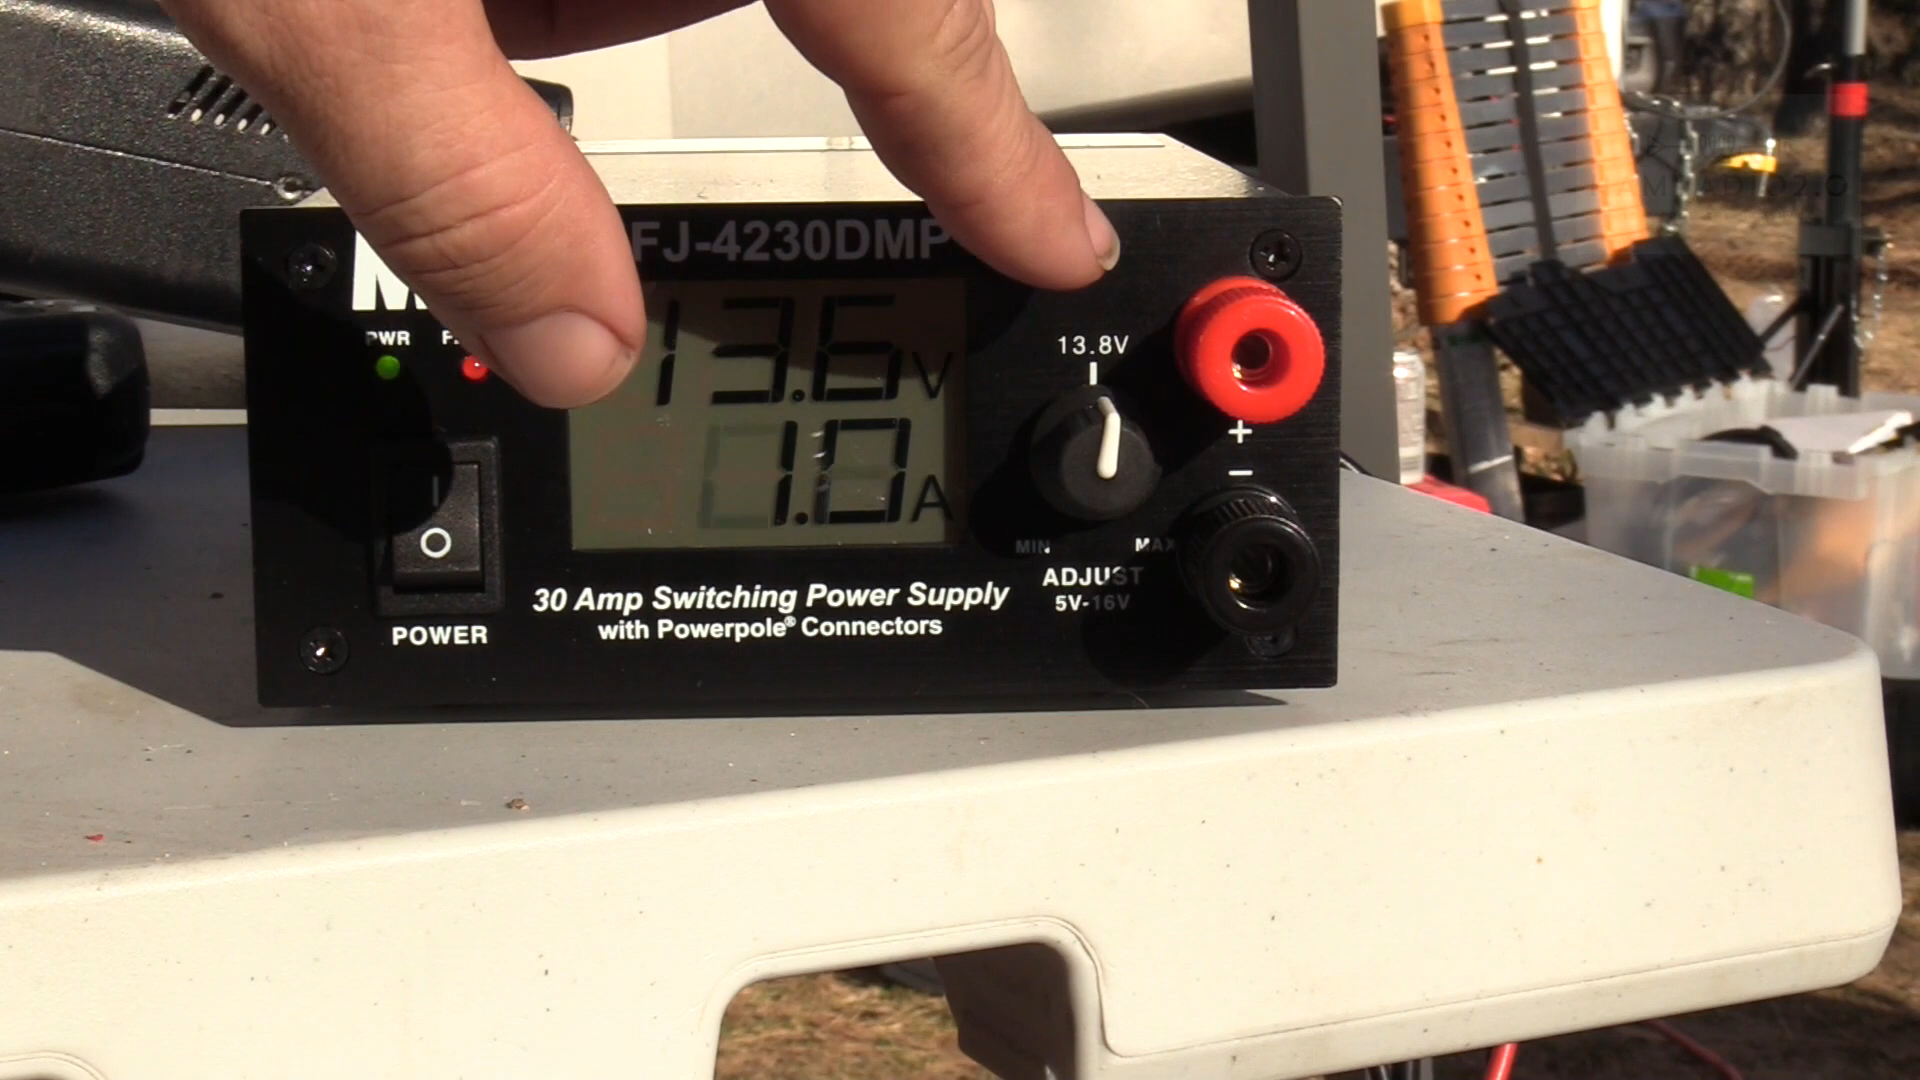 M
FJ-4230DMP
PWR
13.6V
1.0A
13.8V
+
−
MIN MAX
ADJUST
5V-16V
I
O
POWER
30 Amp Switching Power Supply
with Powerpole® Connectors